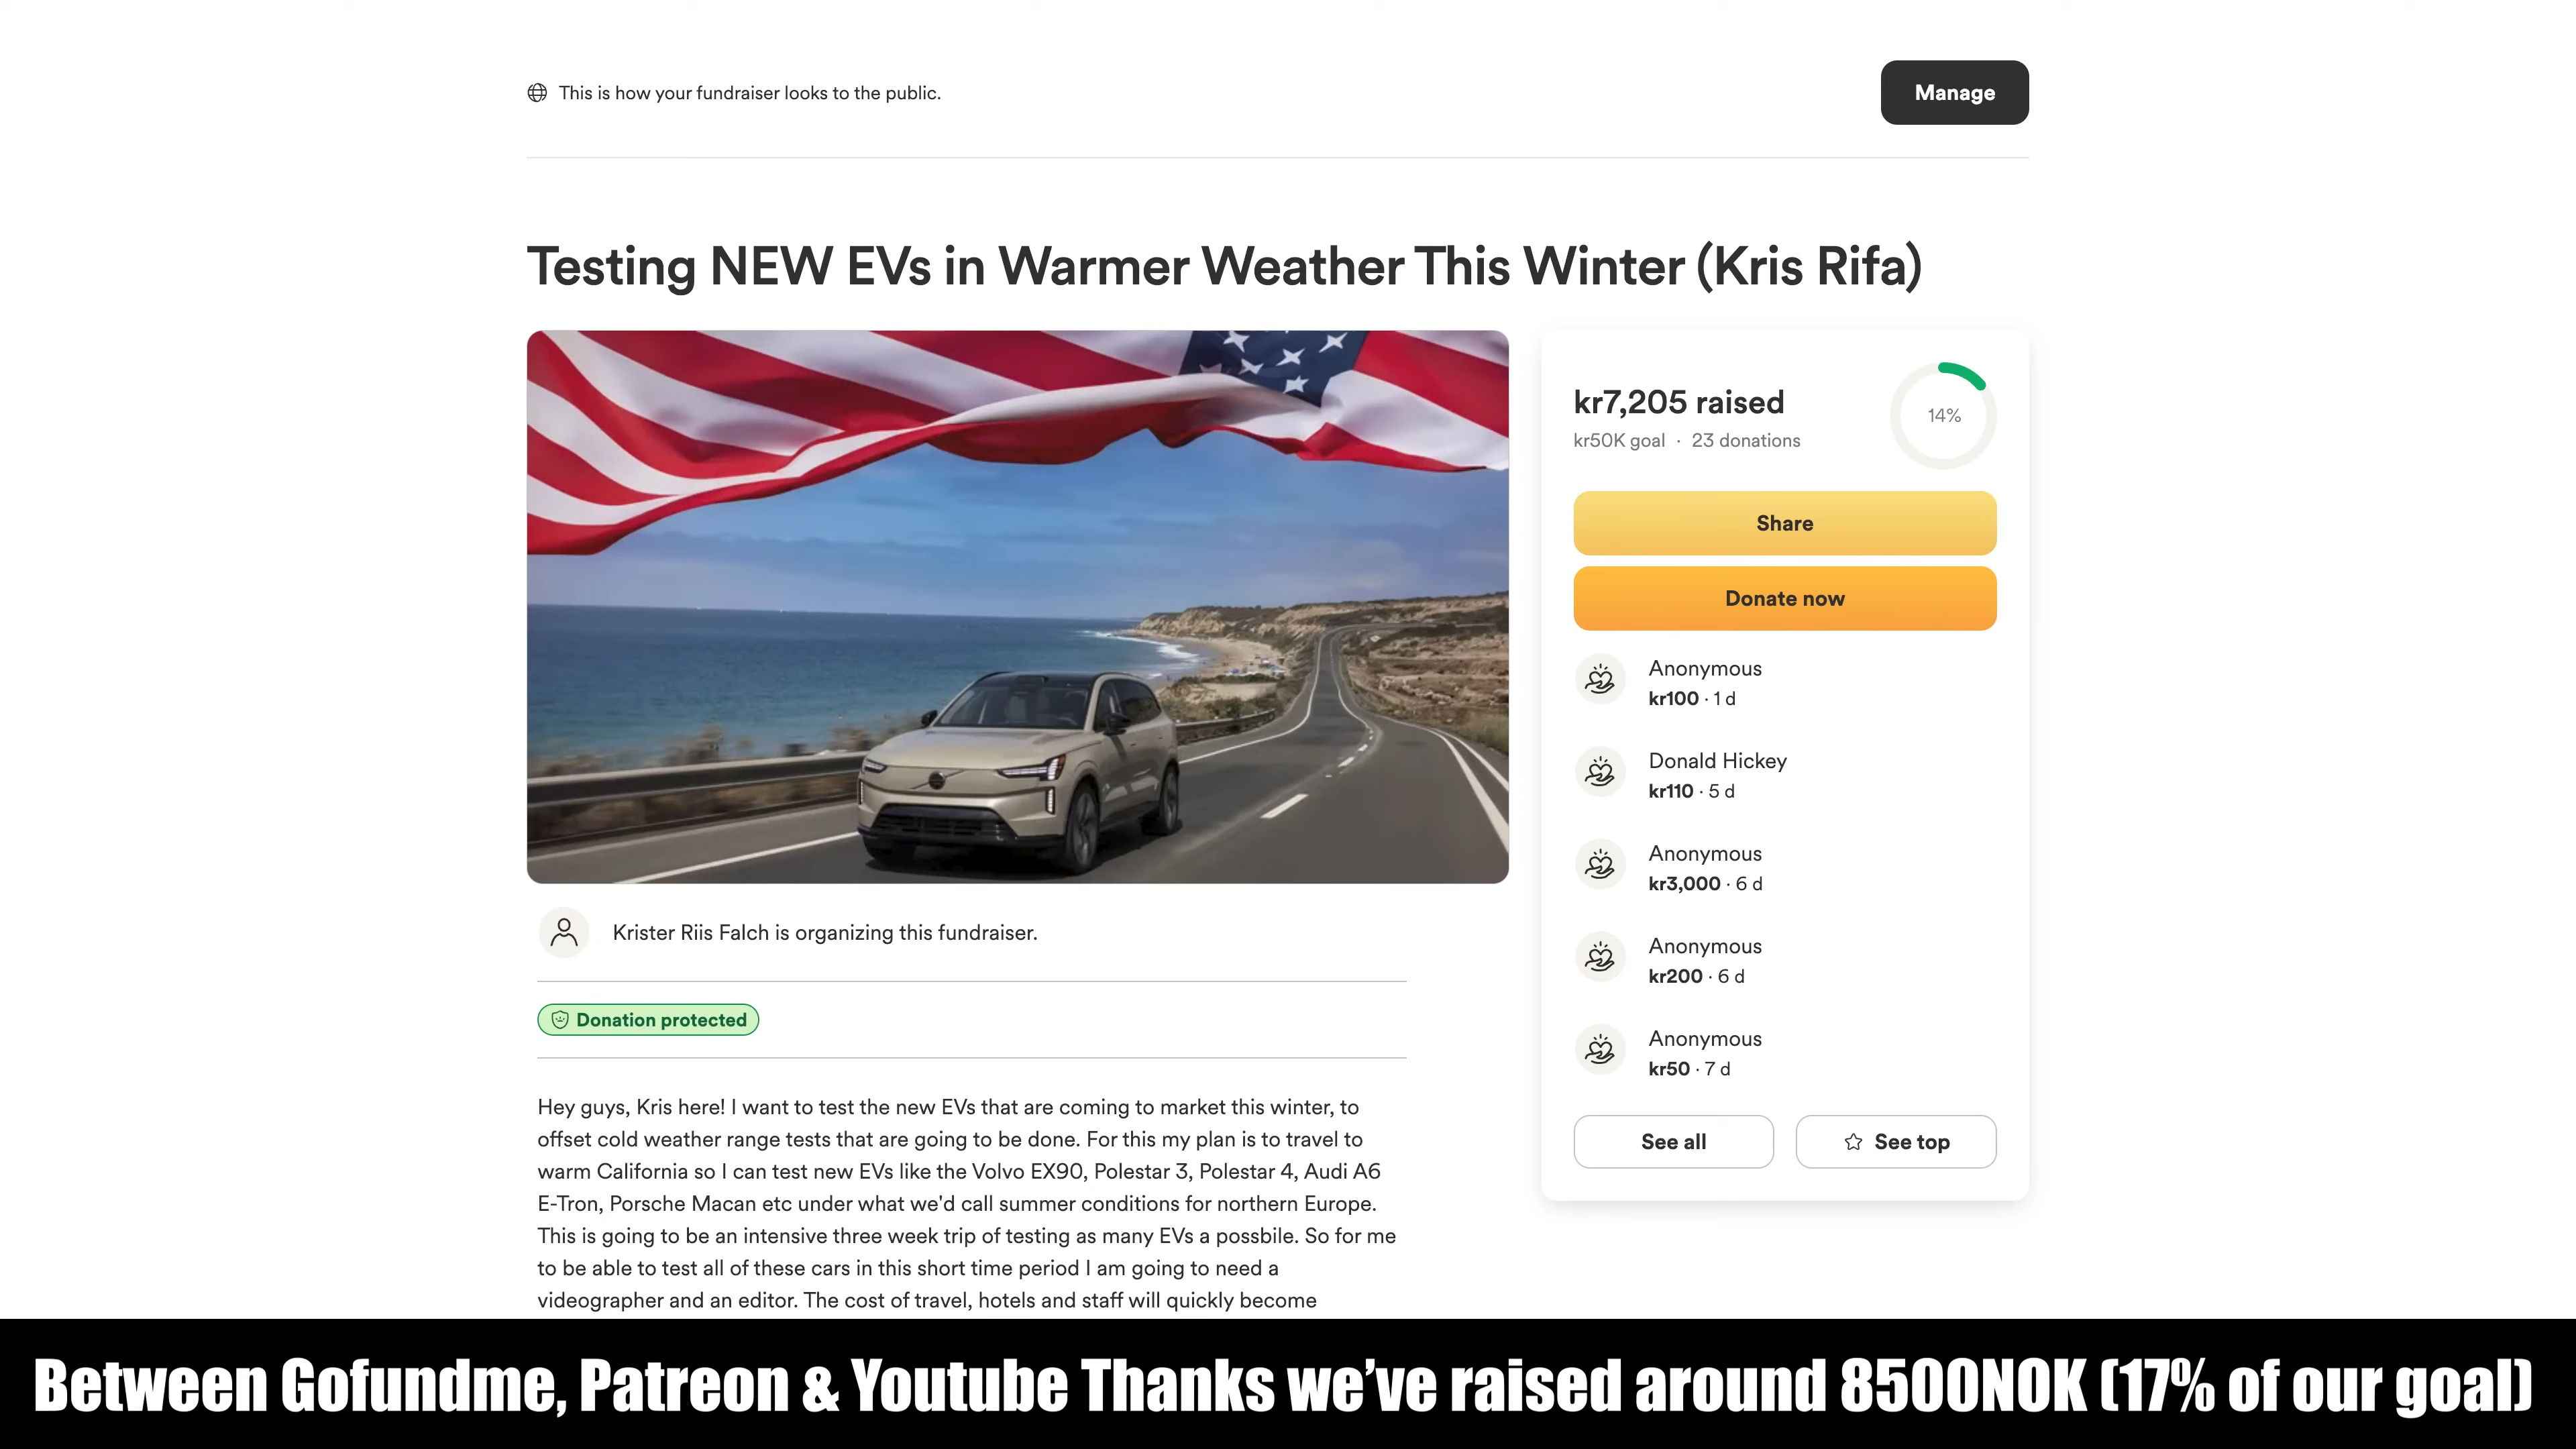 This is how your fundraiser looks to the public.
Manage
Testing NEW EVs in Warmer Weather This Winter (Kris Rifa)
kr7,205 raised
kr50K goal · 23 donations
14%
Share
Donate now
Anonymous
kr100 · 1 d
Donald Hickey
kr110 · 5 d
Anonymous
kr3,000 · 6 d
Anonymous
kr200 · 6 d
Anonymous
kr50 · 7 d
See all
See top
Krister Riis Falch is organizing this fundraiser.
Donation protected
Hey guys, Kris here! I want to test the new EVs that are coming to market this winter, to
offset cold weather range tests that are going to be done. For this my plan is to travel to
warm California so I can test new EVs like the Volvo EX90, Polestar 3, Polestar 4, Audi A6
E-Tron, Porsche Macan etc under what we'd call summer conditions for northern Europe.
This is going to be an intensive three week trip of testing as many EVs a possbile. So for me
to be able to test all of these cars in this short time period I am going to need a
videographer and an editor. The cost of travel, hotels and staff will quickly become
Between Gofundme, Patreon & Youtube Thanks we’ve raised around 8500NOK (17% of our goal)